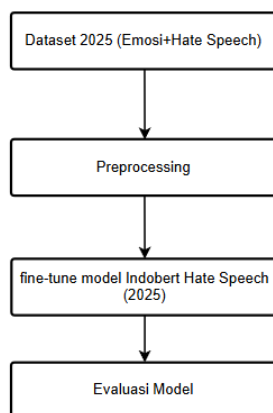 Dataset 2025 (Emosi+Hate Speech)
Preprocessing
fine-tune model Indobert Hate Speech
(2025)
Evaluasi Model